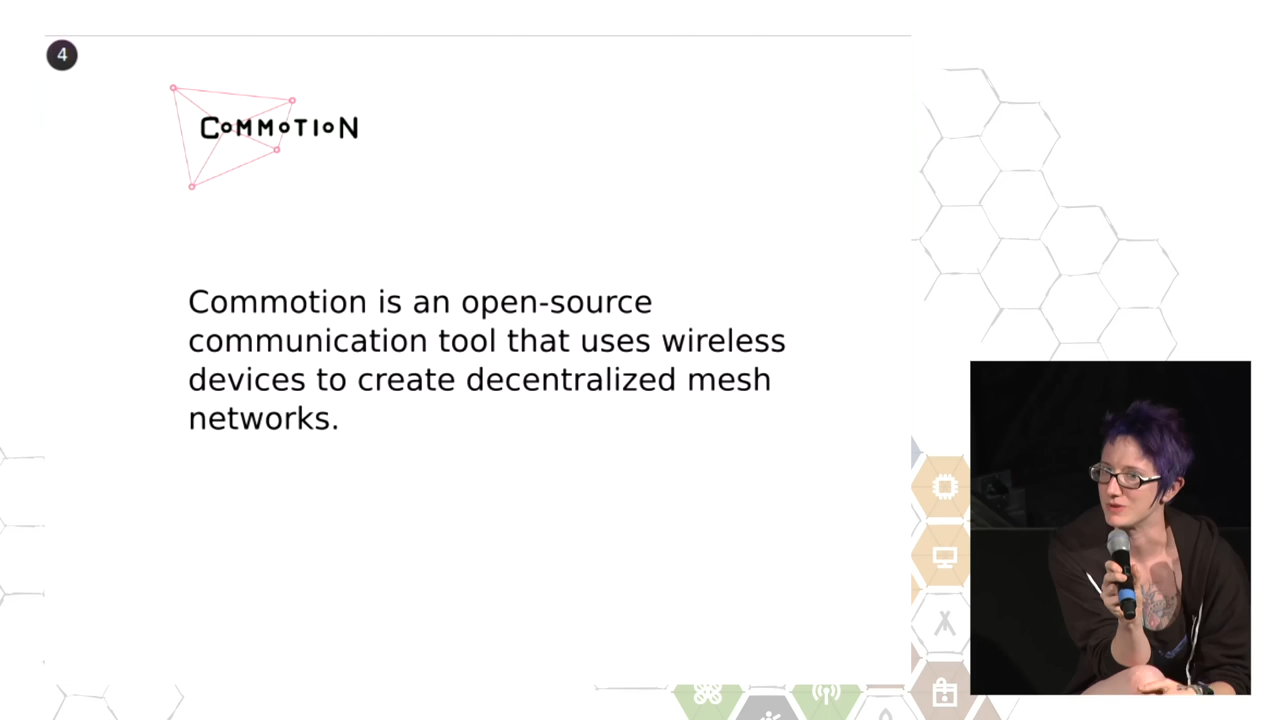 4
COMMOTION
Commotion is an open-source
communication tool that uses wireless
devices to create decentralized mesh
networks.